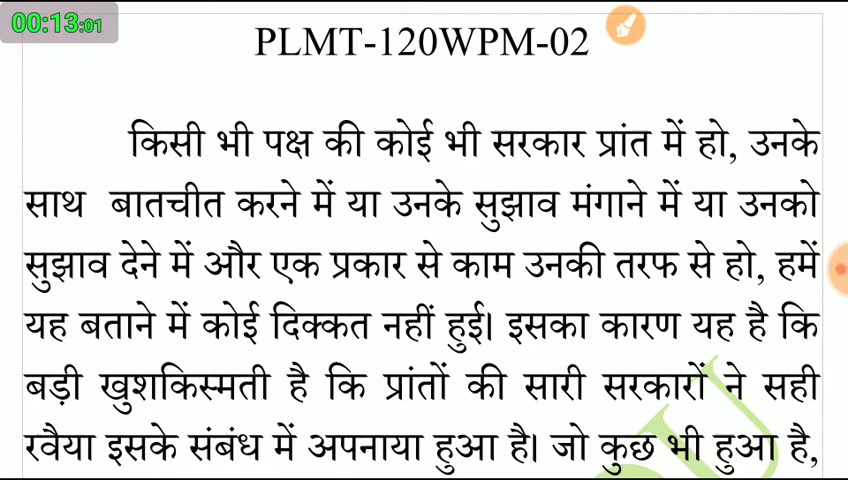 00:13:01
PLMT-120WPM-02
किसी भी पक्ष की कोई भी सरकार प्रांत में हो, उनके
साथ बातचीत करने में या उनके सुझाव मंगाने में या उनको
सुझाव देने में और एक प्रकार से काम उनकी तरफ से हो, हमें
यह बताने में कोई दिक्कत नहीं हुई। इसका कारण यह है कि
बड़ी खुशकिस्मती है कि प्रांतों की सारी सरकारों ने सही
रवैया इसके संबंध में अपनाया हुआ है। जो कुछ भी हुआ है,